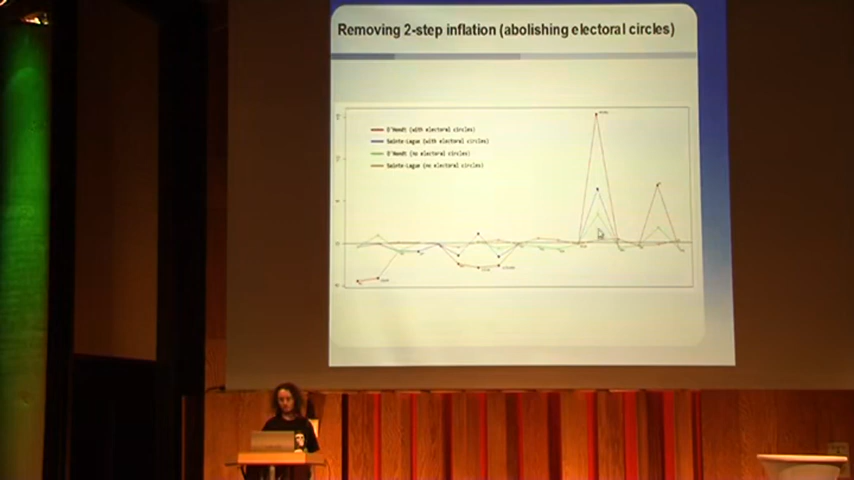 Removing 2-step inflation (abolishing electoral circles)
D'Hondt (with electoral circles)
Sainte-Lague (with electoral circles)
D'Hondt (no electoral circles)
Sainte-Lague (no electoral circles)